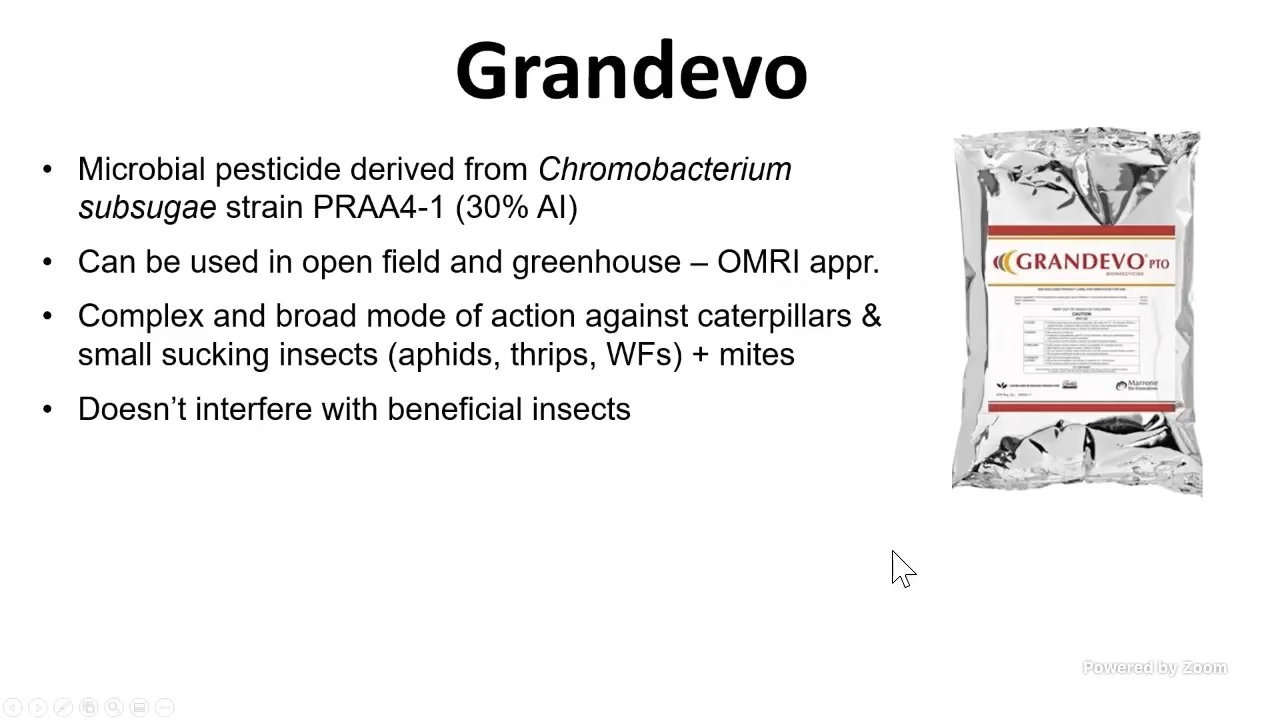 Grandevo
• Microbial pesticide derived from Chromobacterium
subsugae strain PRAA4-1 (30% AI)
• Can be used in open field and greenhouse – OMRI appr.
• Complex and broad mode of action against caterpillars &
small sucking insects (aphids, thrips, WFs) + mites
• Doesn’t interfere with beneficial insects
GRANDEVO® PTO
BIOINSECTICIDE
CAUTION
Marrone
Powered by Zoom